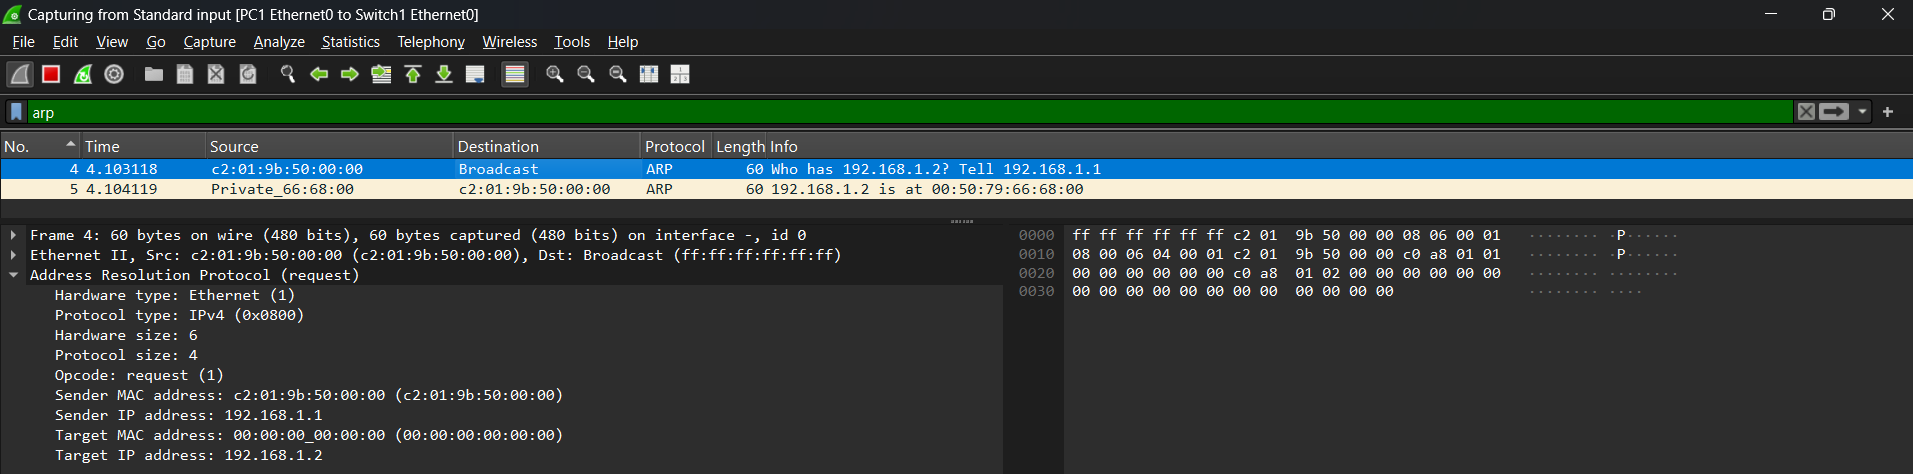 Capturing from Standard input [PC1 Ethernet0 to Switch1 Ethernet0]
File Edit View Go Capture Analyze Statistics Telephony Wireless Tools Help
arp
No. Time Source Destination Protocol Length Info
4 4.103118 c2:01:9b:50:00:00 Broadcast ARP 60 Who has 192.168.1.2? Tell 192.168.1.1
5 4.104119 Private_66:68:00 c2:01:9b:50:00:00 ARP 60 192.168.1.2 is at 00:50:79:66:68:00
Frame 4: 60 bytes on wire (480 bits), 60 bytes captured (480 bits) on interface -, id 0
Ethernet II, Src: c2:01:9b:50:00:00 (c2:01:9b:50:00:00), Dst: Broadcast (ff:ff:ff:ff:ff:ff)
Address Resolution Protocol (request)
Hardware type: Ethernet (1)
Protocol type: IPv4 (0x0800)
Hardware size: 6
Protocol size: 4
Opcode: request (1)
Sender MAC address: c2:01:9b:50:00:00 (c2:01:9b:50:00:00)
Sender IP address: 192.168.1.1
Target MAC address: 00:00:00_00:00:00 (00:00:00:00:00:00)
Target IP address: 192.168.1.2
0000 ff ff ff ff ff ff c2 01 9b 50 00 00 08 06 00 01 ········ ·P······
0010 08 00 06 04 00 01 c2 01 9b 50 00 00 c0 a8 01 01 ········ ·P······
0020 00 00 00 00 00 00 c0 a8 01 02 00 00 00 00 00 00 ········ ········
0030 00 00 00 00 00 00 00 00 00 00 00 00 ········ ····